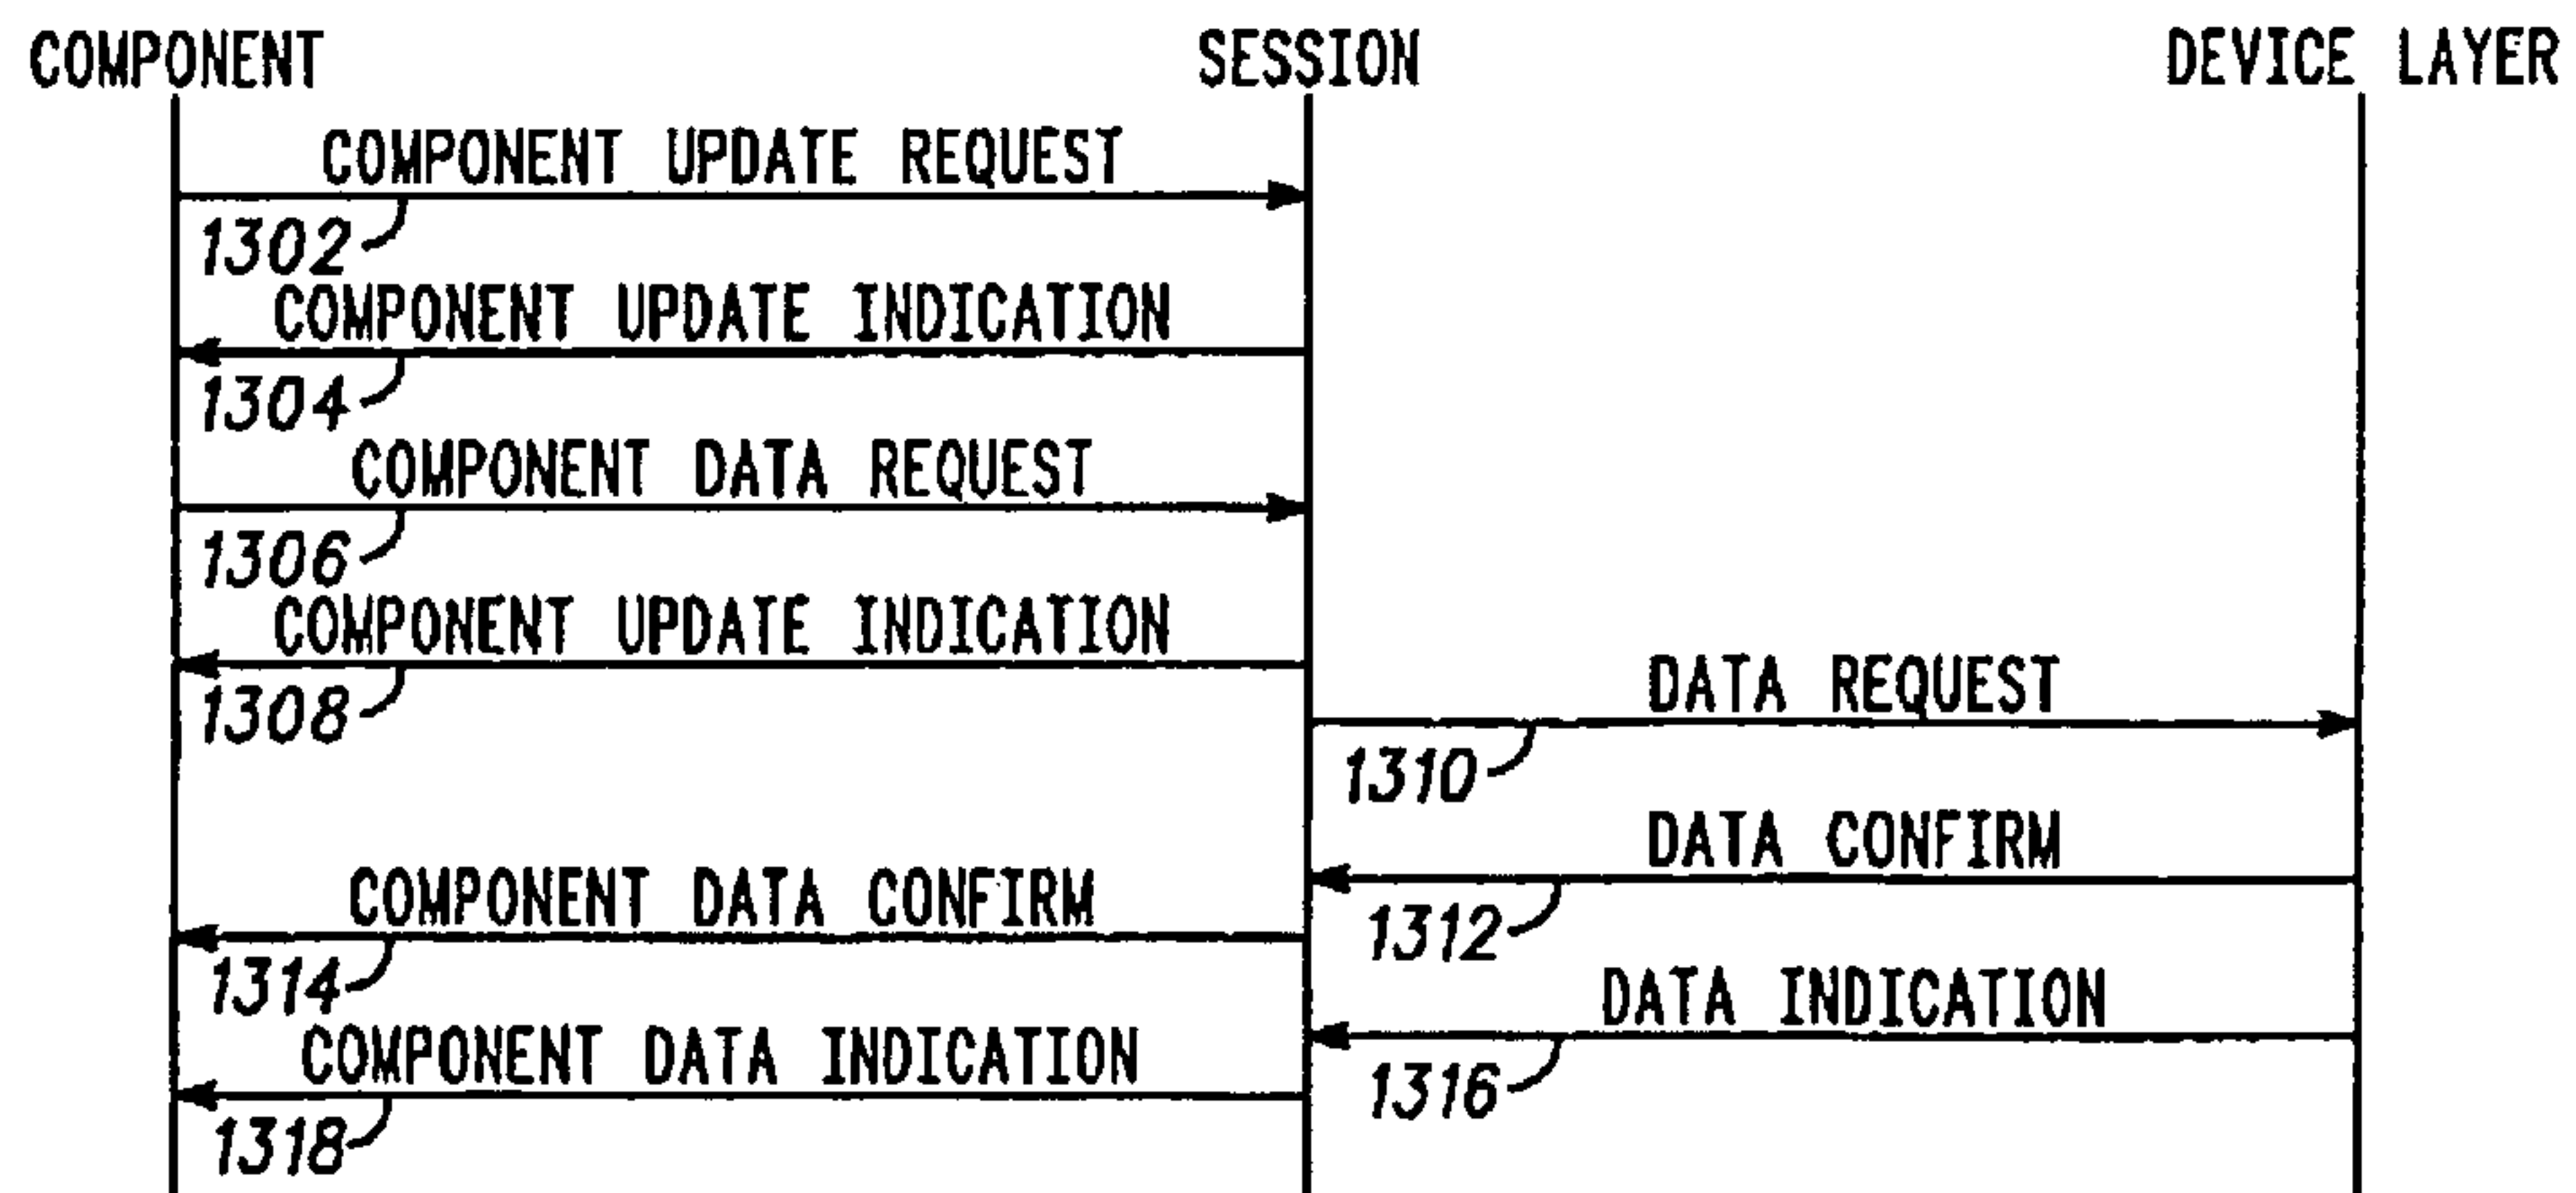 COMPONENT SESSION DEVICE LAYER
COMPONENT UPDATE REQUEST
1302
COMPONENT UPDATE INDICATION
1304
COMPONENT DATA REQUEST
1306
COMPONENT UPDATE INDICATION
1308
DATA REQUEST
1310
DATA CONFIRM
1312
COMPONENT DATA CONFIRM
1314
DATA INDICATION
1316
COMPONENT DATA INDICATION
1318